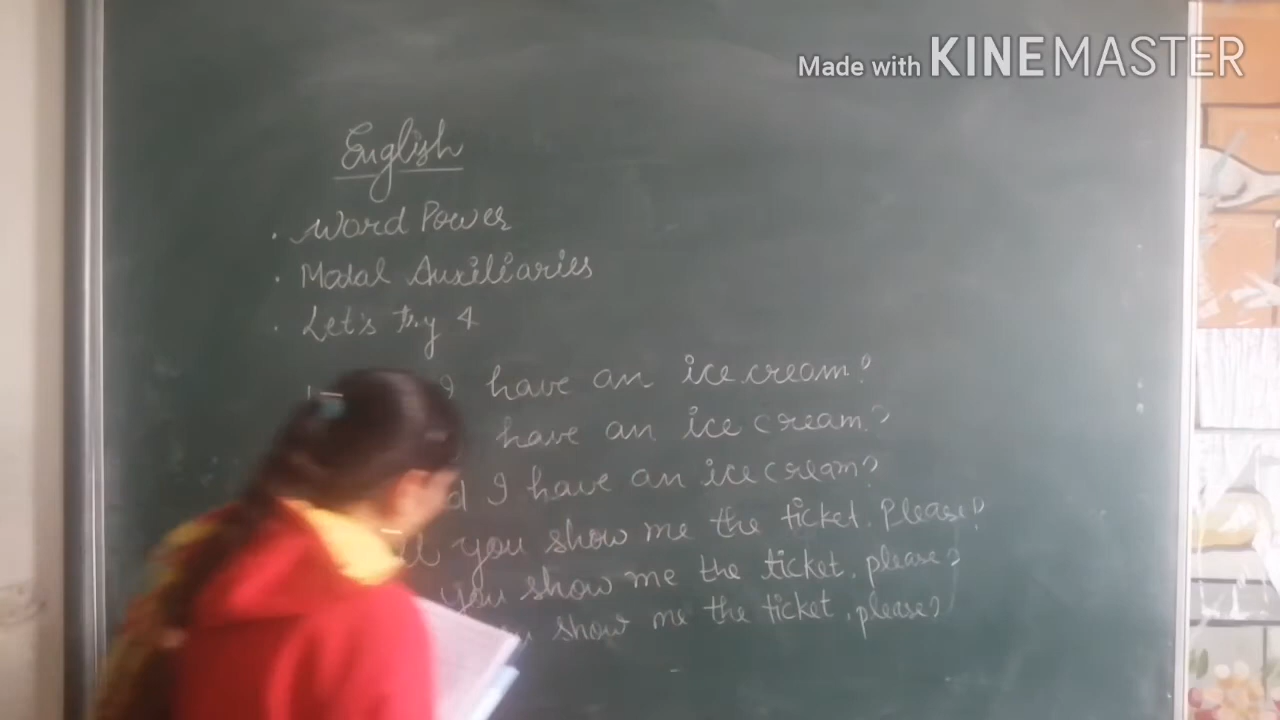 Made with KINEMASTER
English
· Word Power
· Modal Auxiliaries
· Let's try 4
I have an ice cream?
have an ice cream?
I have an ice cream?
you show me the ticket, Please?
you show me the ticket, please?
show me the ticket, please?